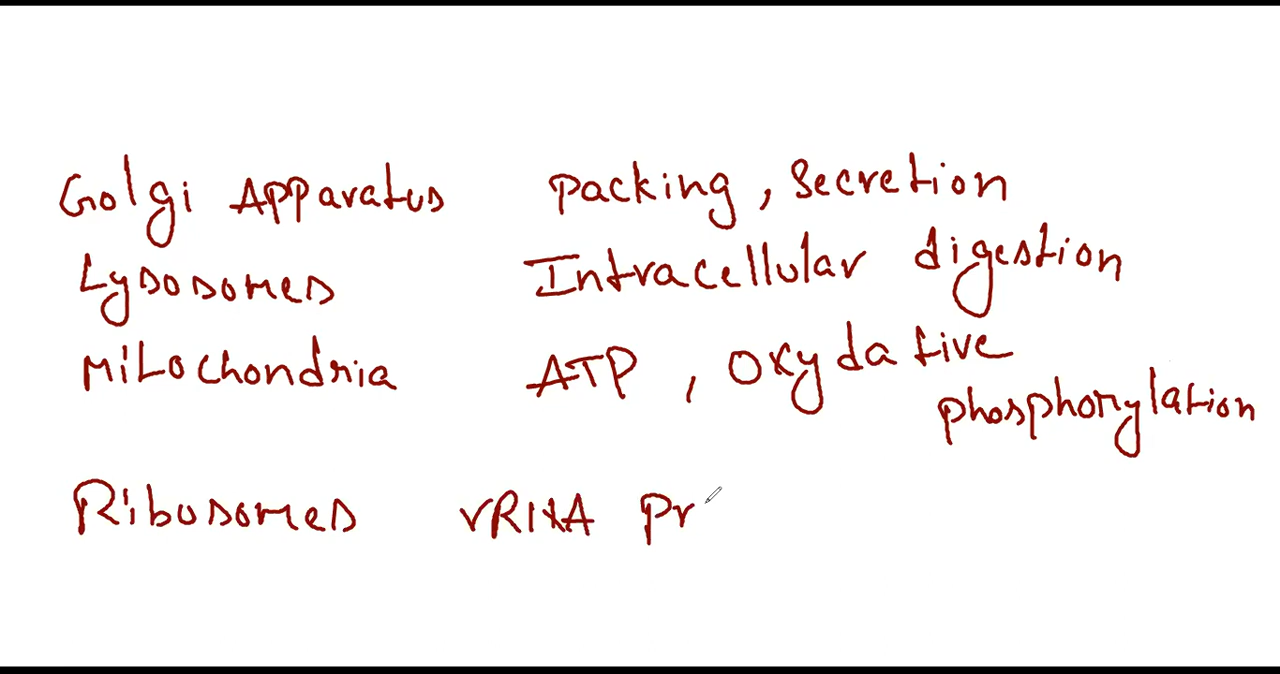 Golgi Apparatus packing, Secretion
Lysosomes Intracellular digestion
Mitochondria ATP, Oxydative
phosphorylation
Ribosomes rRNA Pr